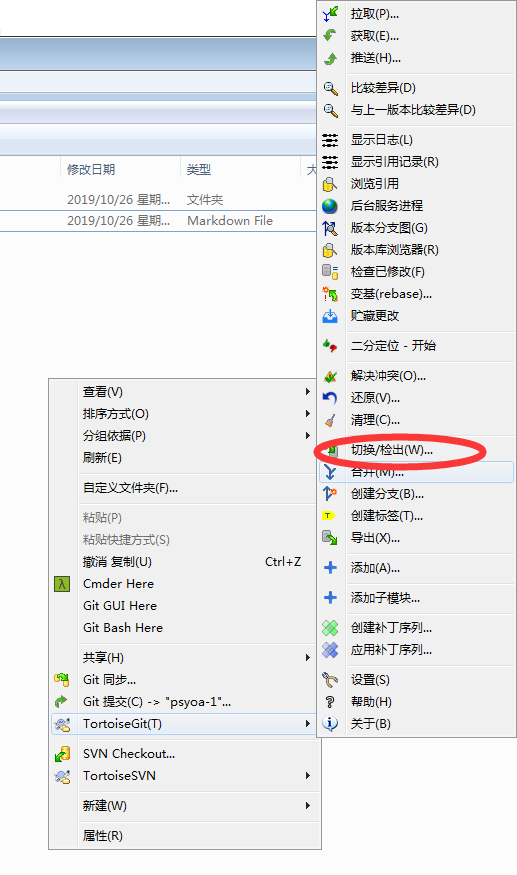 拉取(P)...
获取(E)...
推送(H)...
比较差异(D)
与上一版本比较差异(D)
显示日志(L)
显示引用记录(R)
浏览引用
后台服务进程
版本分支图(G)
版本库浏览器(R)
检查已修改(F)
变基(rebase)...
贮藏更改
二分定位 - 开始
解决冲突(O)...
还原(V)...
清理(C)...
切换/检出(W)...
合并(M)...
创建分支(B)...
创建标签(T)...
导出(X)...
添加(A)...
添加子模块...
创建补丁序列...
应用补丁序列...
设置(S)
帮助(H)
关于(B)
修改日期 类型 大
2019/10/26 星期... 文件夹
2019/10/26 星期... Markdown File
查看(V)
排序方式(O)
分组依据(P)
刷新(E)
自定义文件夹(F)...
粘贴(P)
粘贴快捷方式(S)
撤消 复制(U) Ctrl+Z
Cmder Here
Git GUI Here
Git Bash Here
共享(H)
Git 同步...
Git 提交(C) -> "psyoa-1"...
TortoiseGit(T)
SVN Checkout...
TortoiseSVN
新建(W)
属性(R)